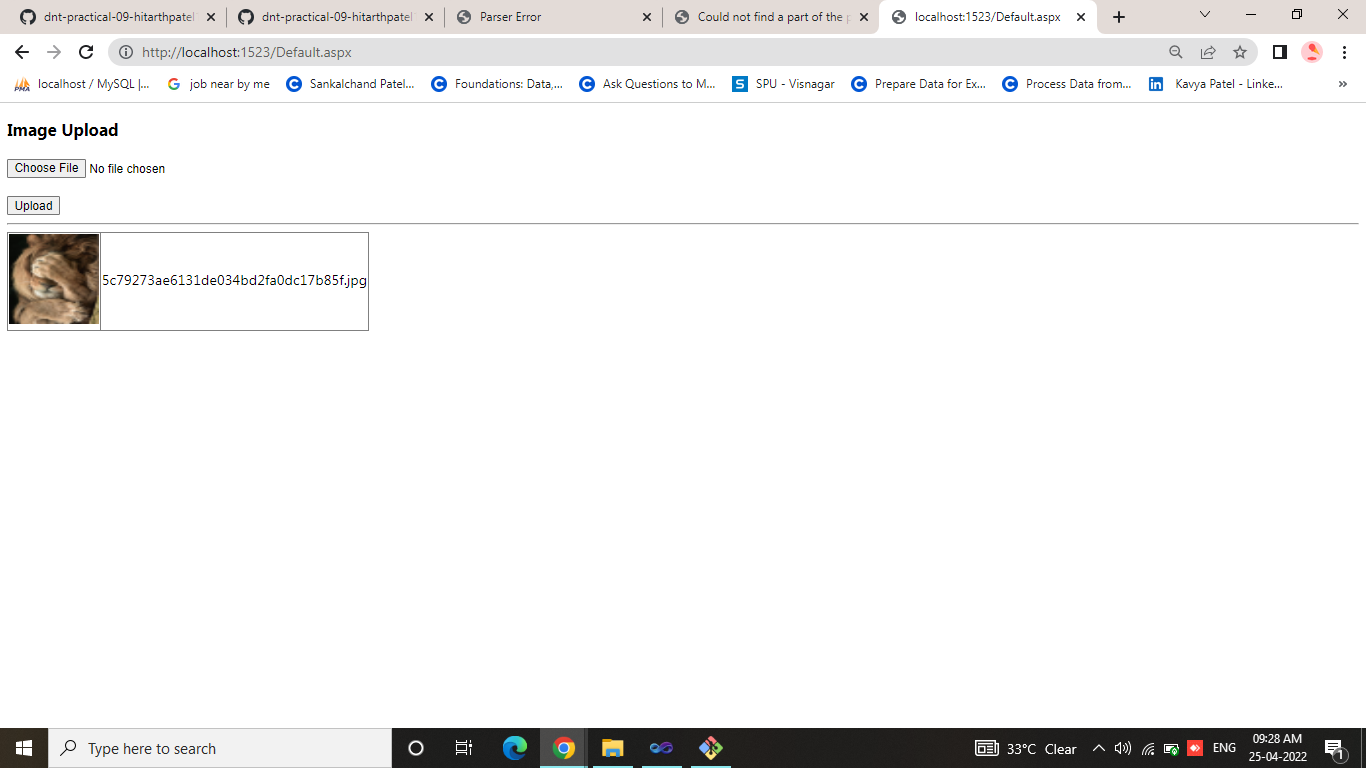 dnt-practical-09-hitarthpatel
dnt-practical-09-hitarthpatel
Parser Error
Could not find a part of the p
localhost:1523/Default.aspx
http://localhost:1523/Default.aspx
PMA
localhost / MySQL |...
job near by me
Sankalchand Patel...
Foundations: Data,...
Ask Questions to M...
SPU - Visnagar
Prepare Data for Ex...
Process Data from...
Kavya Patel - Linke...
»
Image Upload
Choose File No file chosen
Upload
5c79273ae6131de034bd2fa0dc17b85f.jpg
Type here to search
33°C Clear
ENG
09:28 AM
25-04-2022
1